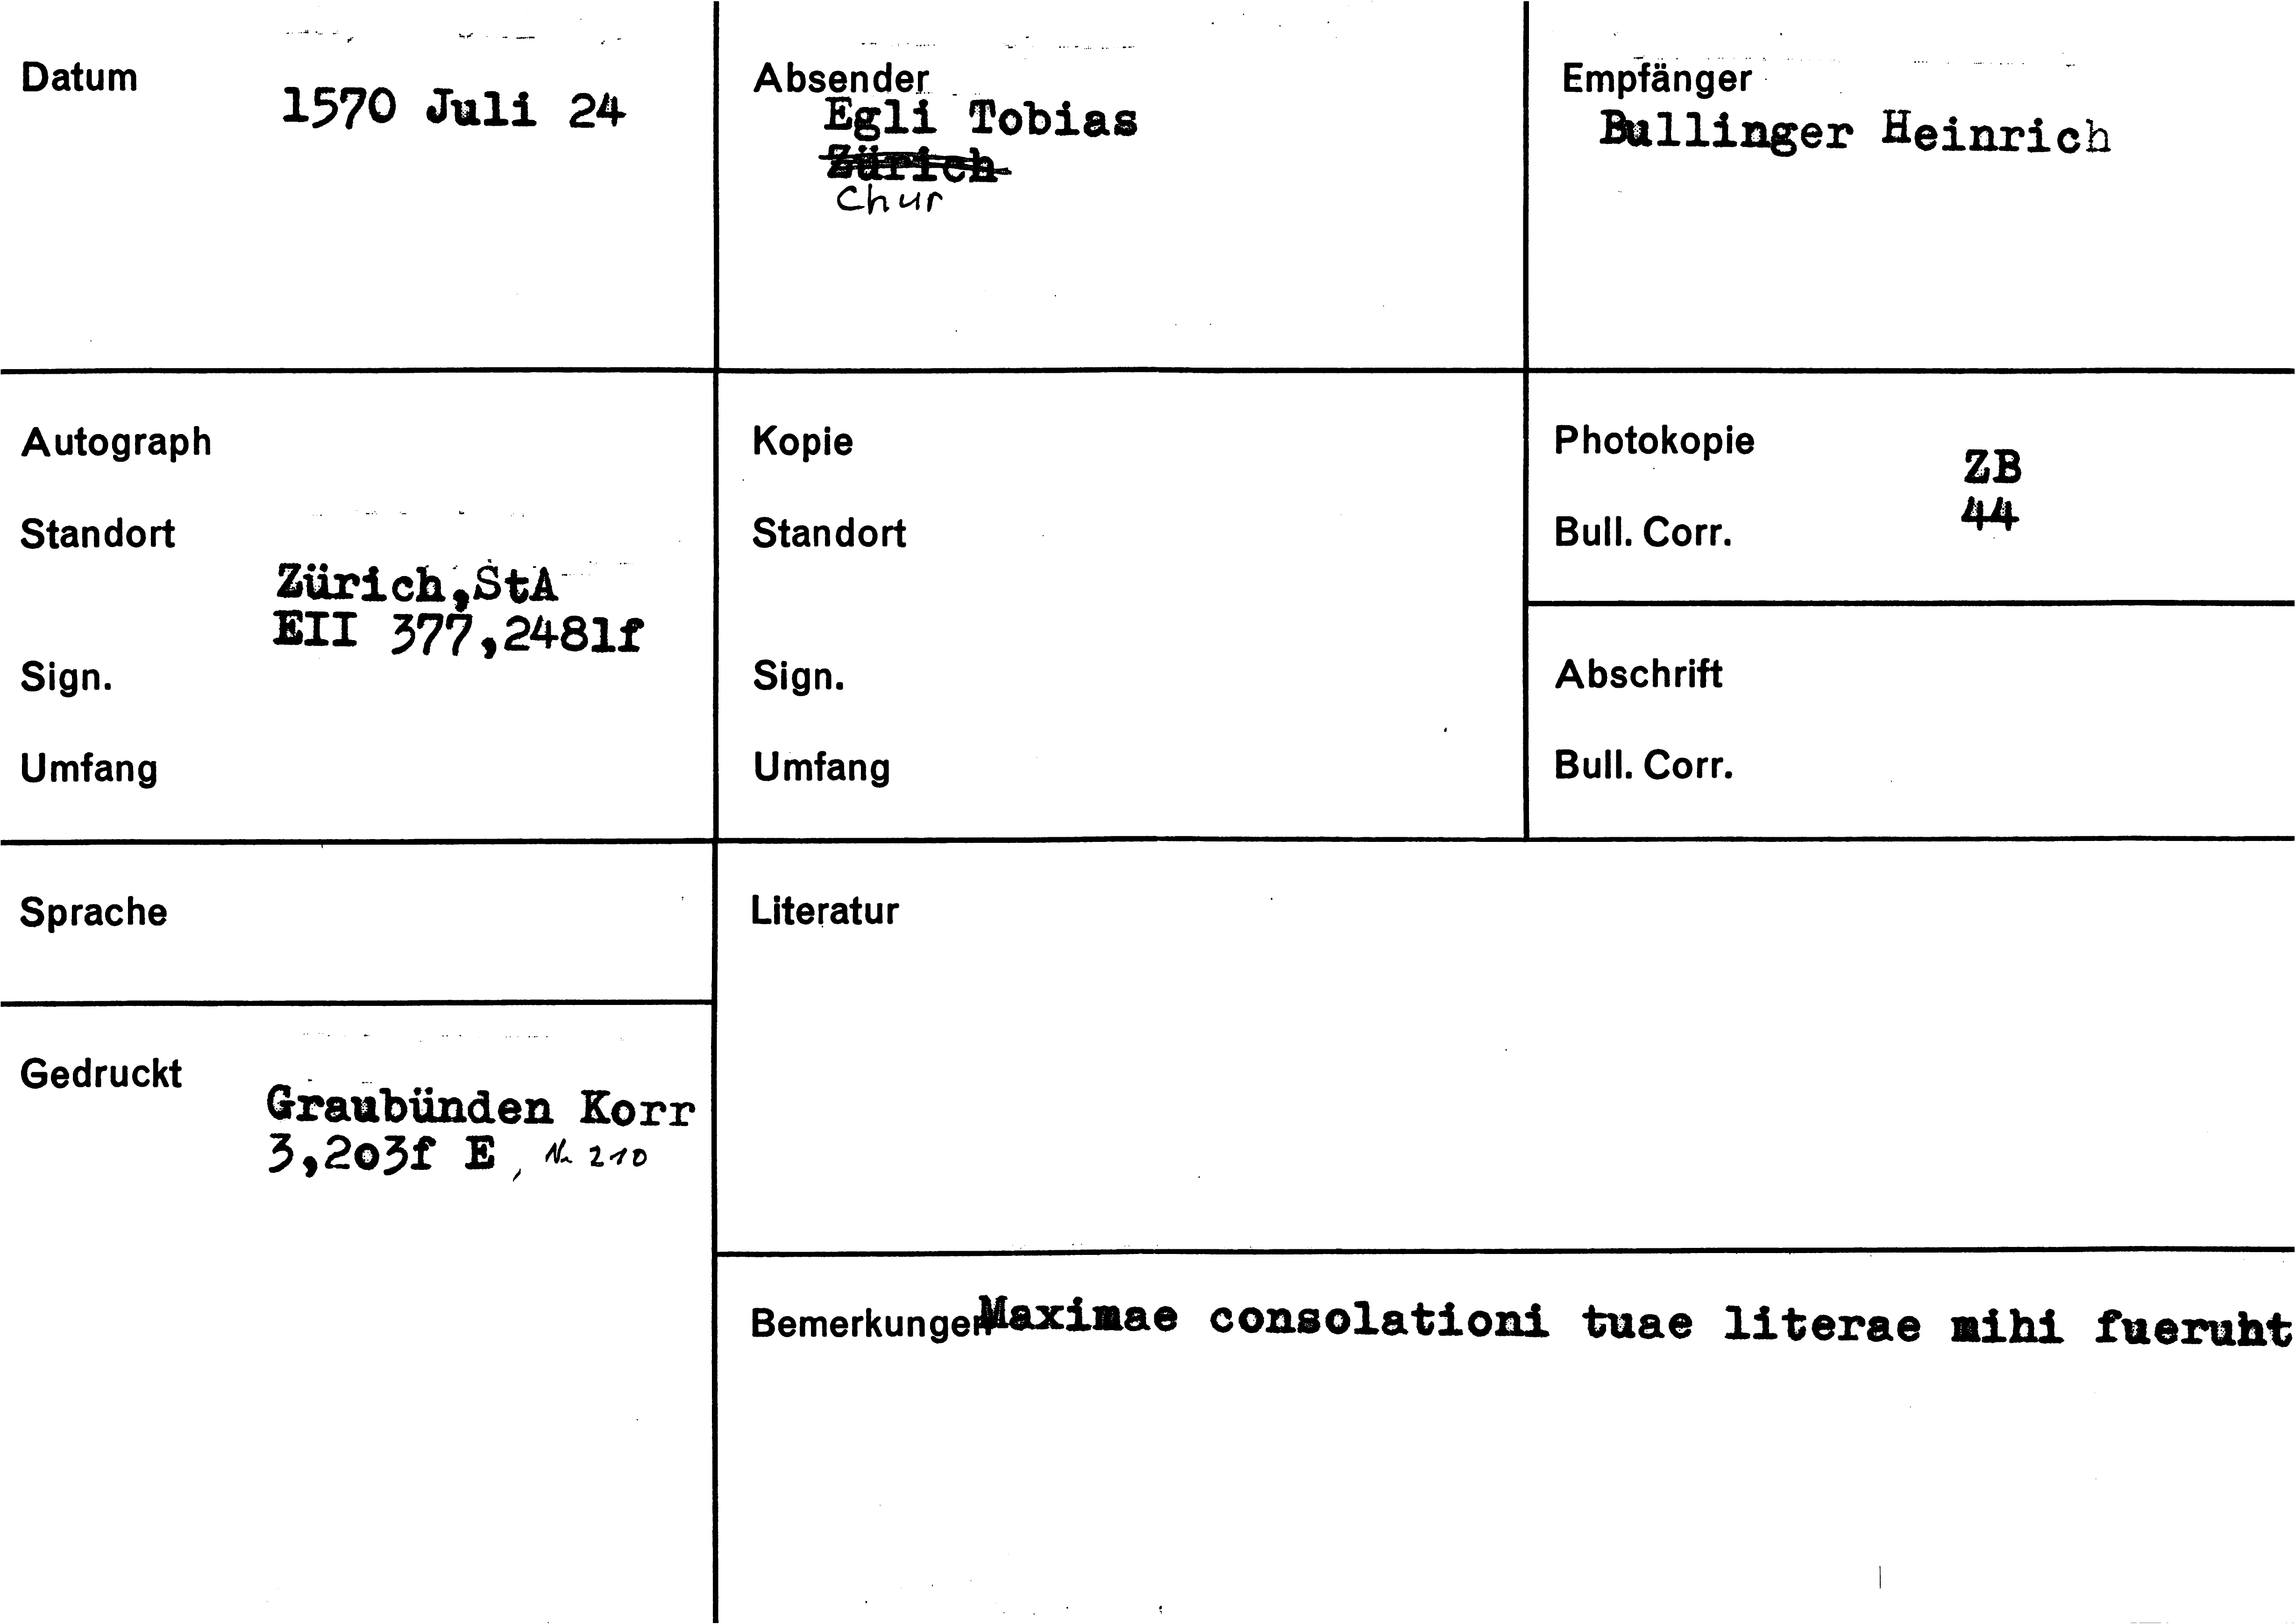 Datum
1570 Juli 24
Absender
Egli Tobias
Zürich
Chur
Empfänger
Bullinger Heinrich
Autograph
Standort
Zürich,StA
EII 377,2481f
Sign.
Umfang
Kopie
Standort
Sign.
Umfang
Photokopie
ZB
44
Bull. Corr.
Abschrift
Bull. Corr.
Sprache
Gedruckt
Graubünden Korr
3,2o3f E, Nr 210
Literatur
Bemerkungen Maximae consolationi tuae literae mihi fueruht